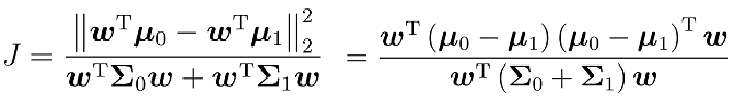 $J = \frac{\left\| \boldsymbol{w}^{\mathrm{T}} \boldsymbol{\mu}_0 - \boldsymbol{w}^{\mathrm{T}} \boldsymbol{\mu}_1 \right\|_2^2}{\boldsymbol{w}^{\mathrm{T}} \boldsymbol{\Sigma}_0 \boldsymbol{w} + \boldsymbol{w}^{\mathrm{T}} \boldsymbol{\Sigma}_1 \boldsymbol{w}} = \frac{\boldsymbol{w}^{\mathbf{T}} \left( \boldsymbol{\mu}_0 - \boldsymbol{\mu}_1 \right) \left( \boldsymbol{\mu}_0 - \boldsymbol{\mu}_1 \right)^{\mathrm{T}} \boldsymbol{w}}{\boldsymbol{w}^{\mathbf{T}} \left( \boldsymbol{\Sigma}_0 + \boldsymbol{\Sigma}_1 \right) \boldsymbol{w}}$